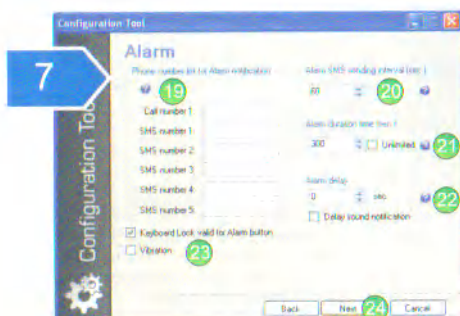 Configuration Tool
7
Configuration Tool
Alarm
Phone number list for Alarm notification
19
Call number 1
SMS number 1
SMS number 2
SMS number 3
SMS number 4
SMS number 5
Keyboard Lock valid for Alarm button
Vibration
23
Alarm SMS sending interval (sec.)
60
20
Alarm duration time (sec.)
300
Unlimited
21
Alarm delay
0
sec
22
Delay sound notification
Back
Next
24
Cancel